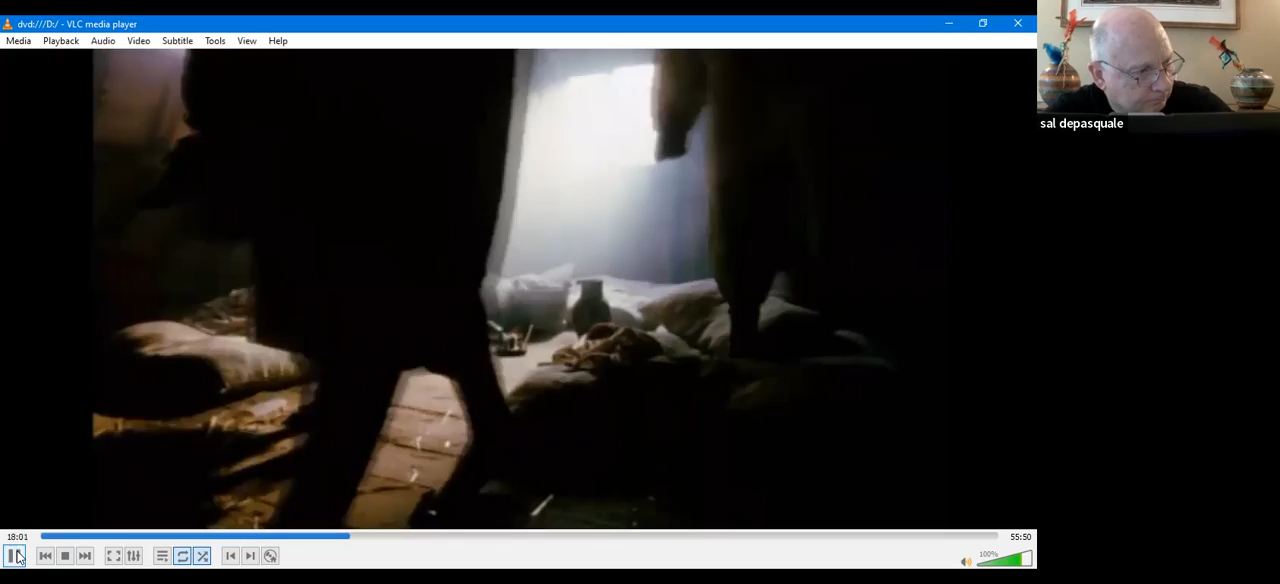 dvd:///D:/ - VLC media player
Media Playback Audio Video Subtitle Tools View Help
sal depasquale
18:01
55:50
100%